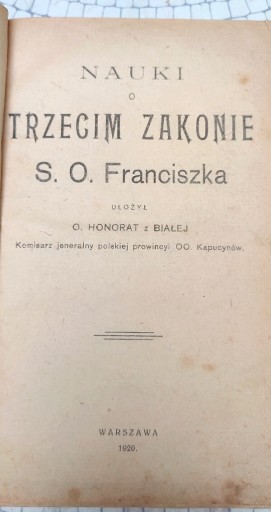 NAUKI
O
TRZECIM ZAKONIE
S. O. Franciszka
UŁOŻYŁ
O. HONORAT z BIAŁEJ
Komisarz jeneralny polskiej prowincyi OO. Kapucynów.
WARSZAWA
1920.